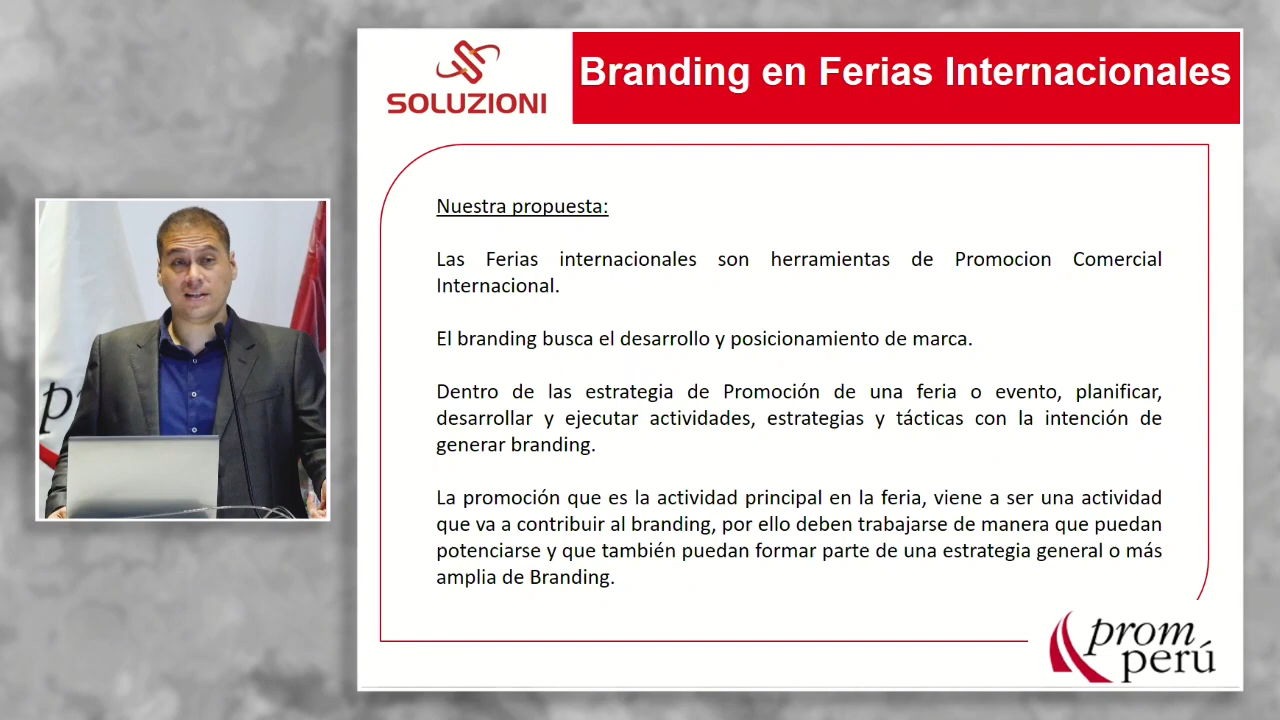 SOLUZIONI
Branding en Ferias Internacionales
Nuestra propuesta:
Las Ferias internacionales son herramientas de Promocion Comercial
Internacional.
El branding busca el desarrollo y posicionamiento de marca.
Dentro de las estrategia de Promoción de una feria o evento, planificar,
desarrollar y ejecutar actividades, estrategias y tácticas con la intención de
generar branding.
La promoción que es la actividad principal en la feria, viene a ser una actividad
que va a contribuir al branding, por ello deben trabajarse de manera que puedan
potenciarse y que también puedan formar parte de una estrategia general o más
amplia de Branding.
prom
perú